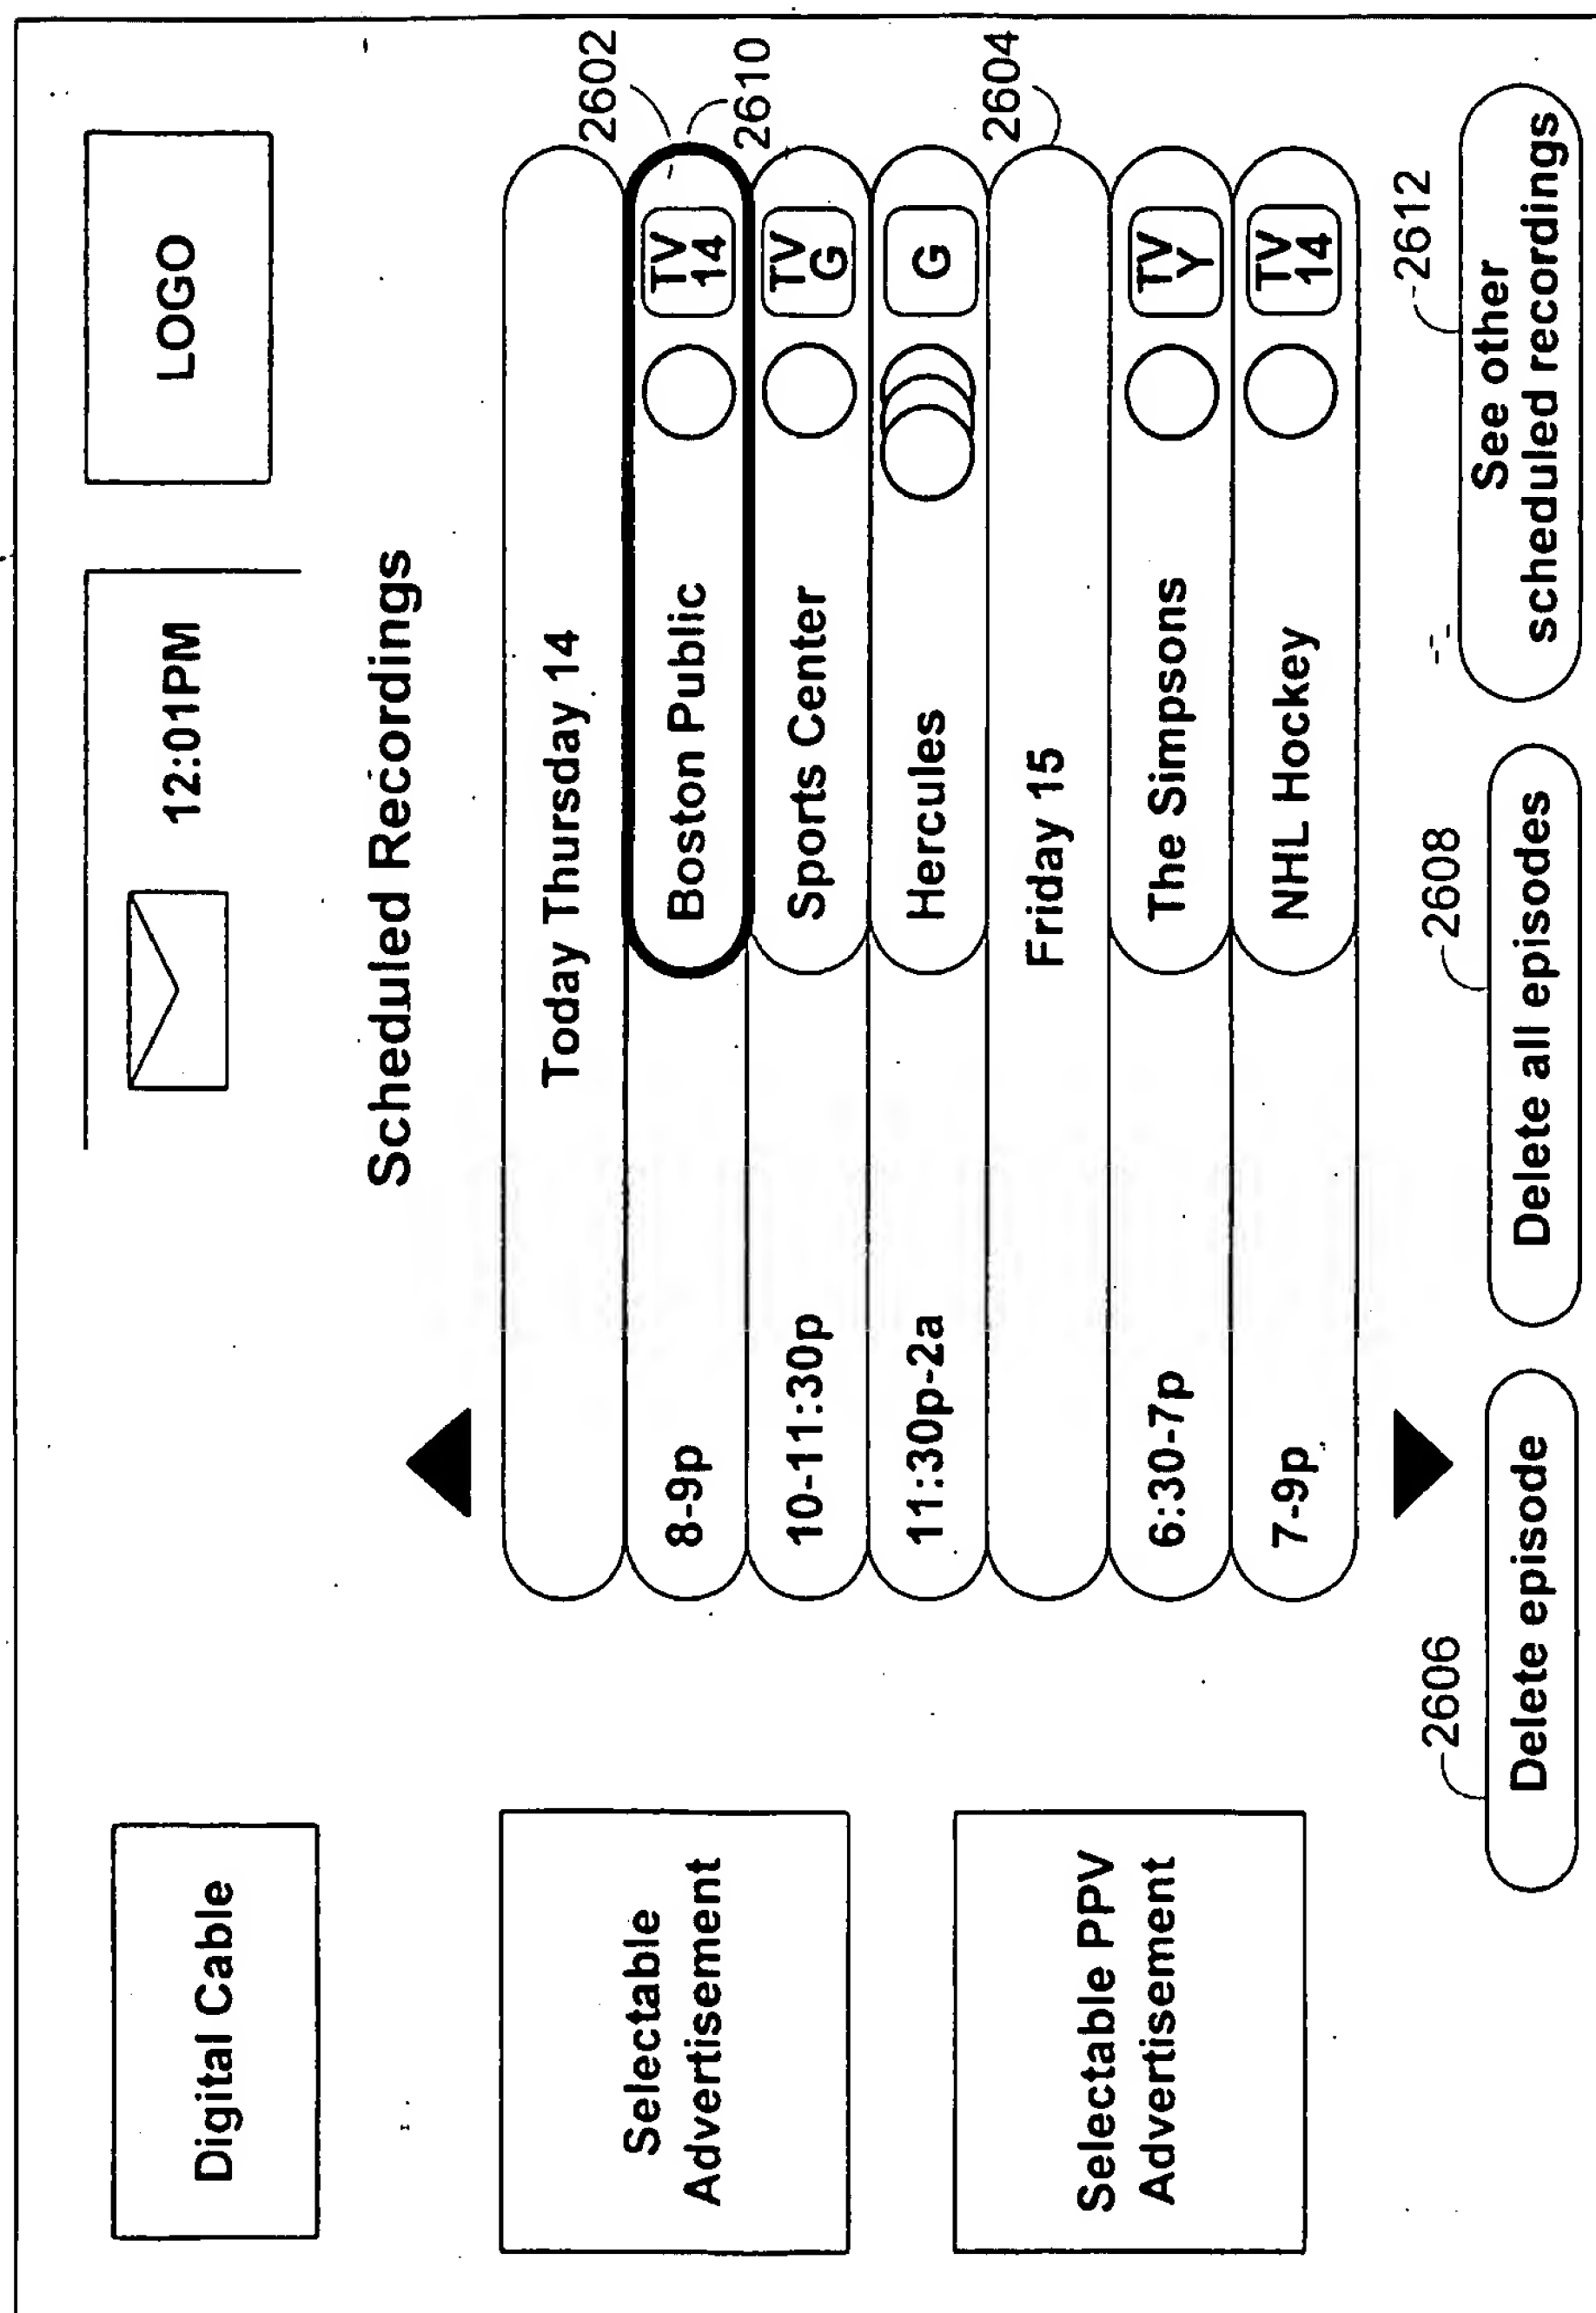 Digital Cable
12:01PM
LOGO
Scheduled Recordings
Selectable
Advertisement
Selectable PPV
Advertisement
Today Thursday 14
8-9p Boston Public TV 14
2602
2610
10-11:30p Sports Center TV G
11:30p-2a Hercules G
Friday 15
2604
6:30-7p The Simpsons TV Y
7-9p NHL Hockey TV 14
2606
Delete episode
2608
Delete all episodes
2612
See other
scheduled recordings